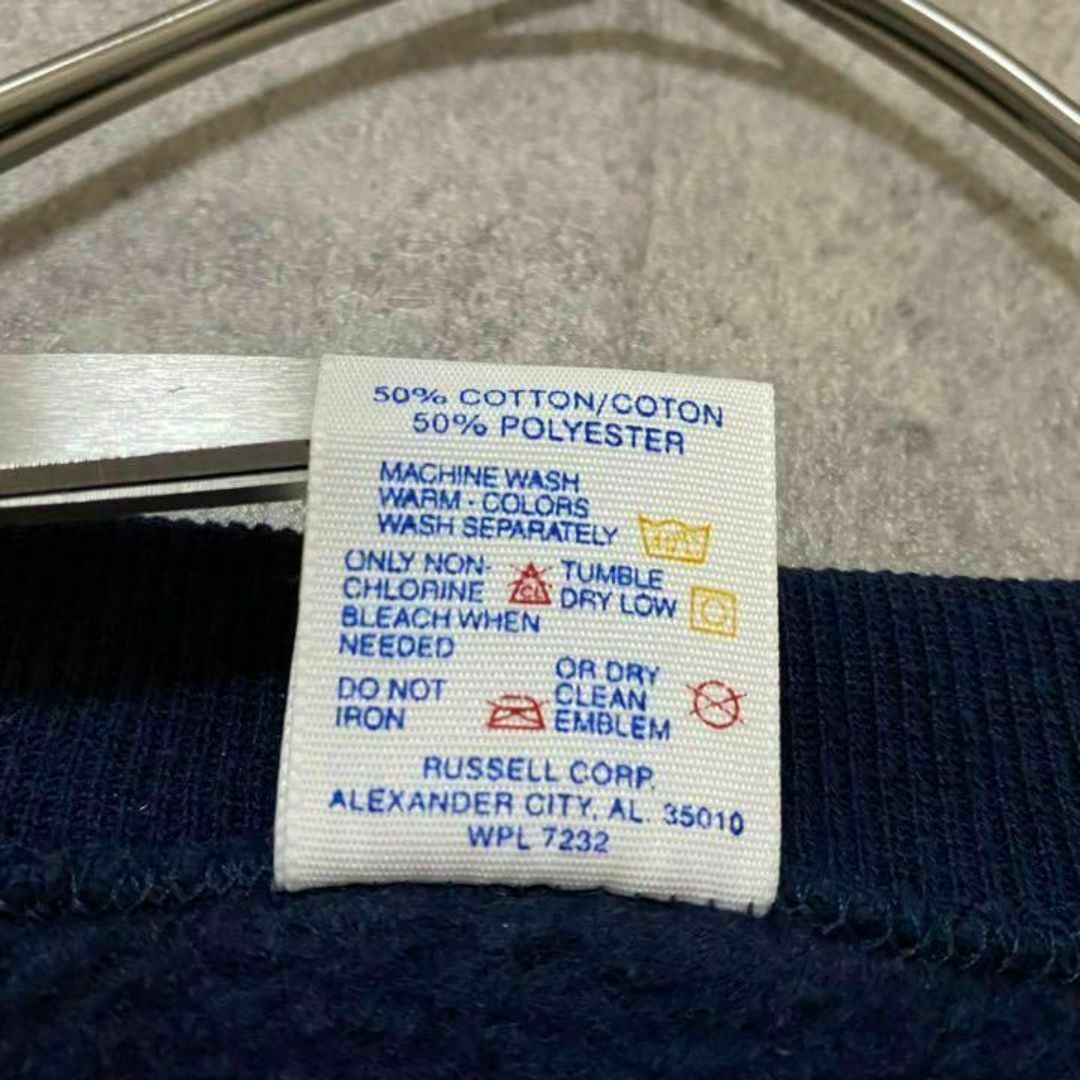 50% COTTON/COTON
50% POLYESTER
MACHINE WASH
WARM - COLORS
WASH SEPARATELY
ONLY NON-
CHLORINE
BLEACH WHEN
NEEDED
CL
TUMBLE
DRY LOW
DO NOT
IRON
OR DRY
CLEAN
EMBLEM
RUSSELL CORP.
ALEXANDER CITY, AL. 35010
WPL 7232